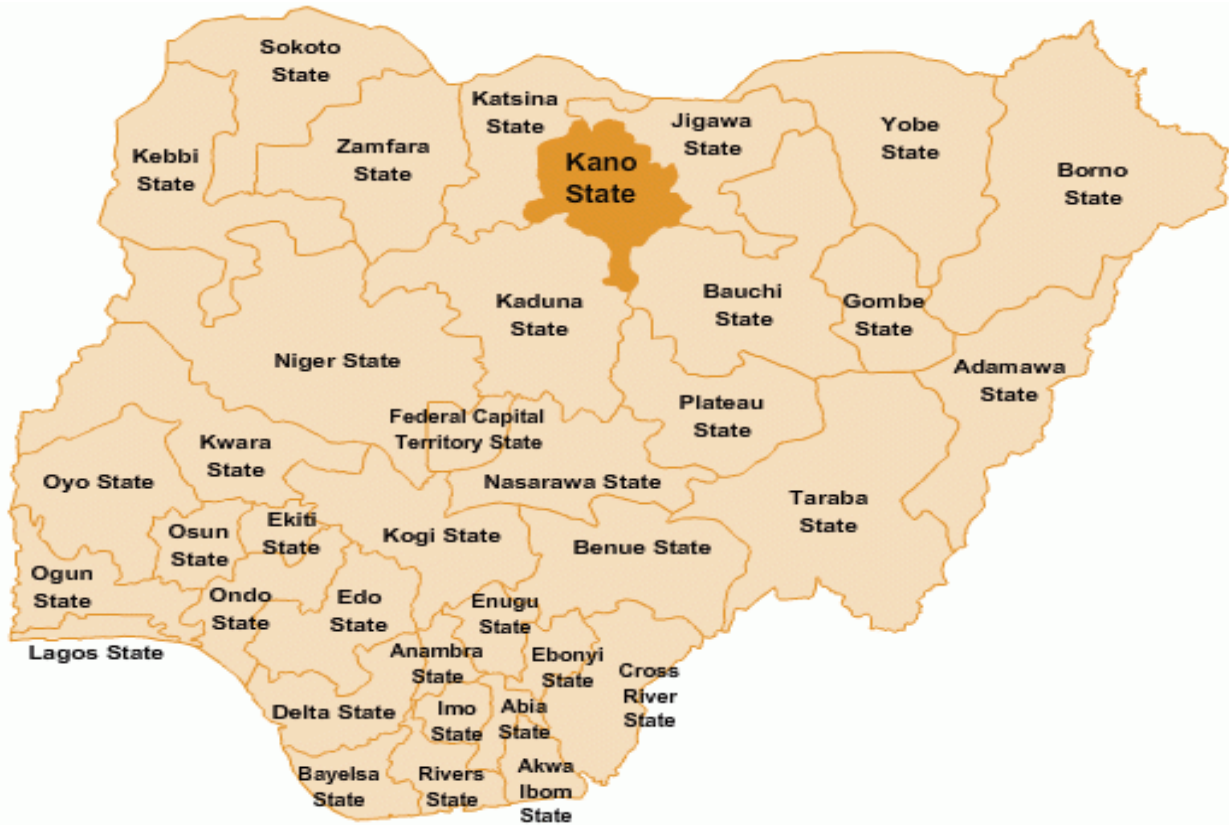 Sokoto
State
Katsina
State
Jigawa
State
Yobe
State
Kebbi
State
Zamfara
State
Kano
State
Borno
State
Kaduna
State
Bauchi
State
Gombe
State
Niger State
Adamawa
State
Federal Capital
Territory State
Plateau
State
Kwara
State
Oyo State
Nasarawa State
Taraba
State
Osun
State
Ekiti
State
Kogi State
Benue State
Ogun
State
Ondo
State
Edo
State
Enugu
State
Lagos State
Anambra
State
Ebonyi
State
Cross
River
State
Delta State
Imo
State
Abia
State
Bayelsa
State
Rivers
State
Akwa
Ibom
State